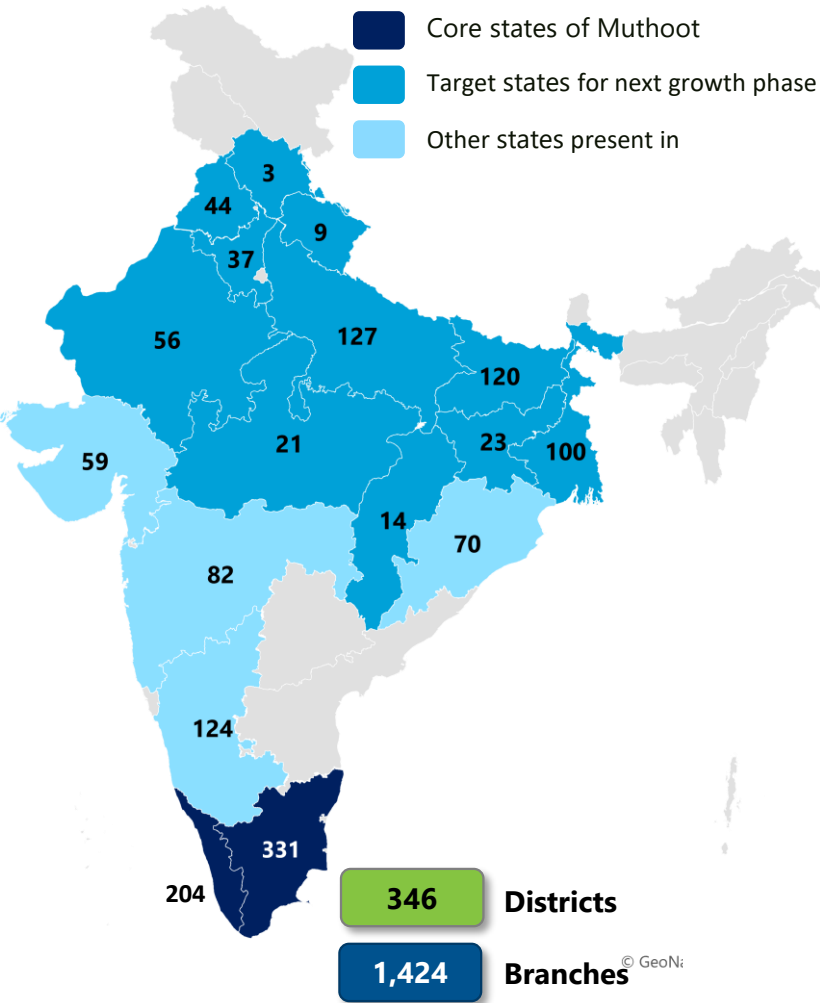 Core states of Muthoot
Target states for next growth phase
Other states present in
3
44
9
37
56
127
120
21
23
100
59
14
70
82
124
331
204
346 Districts
1,424 Branches
© GeoNa